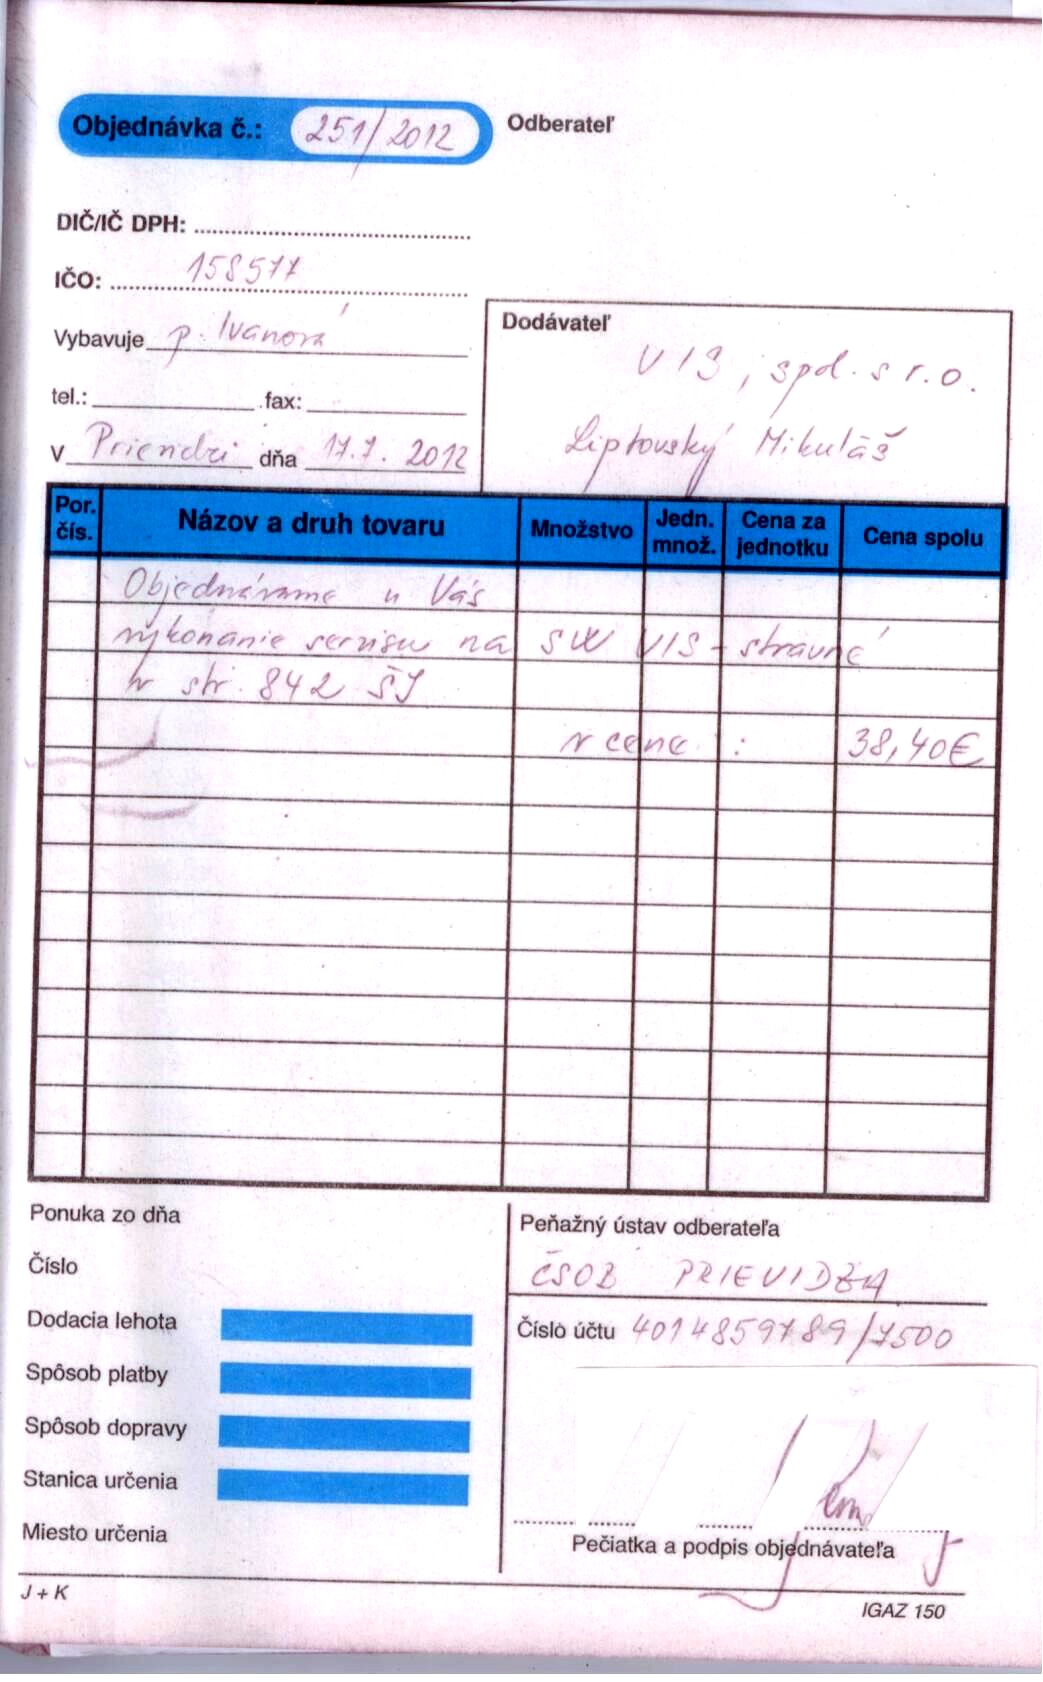 Objednávka č.: 251/2012
Odberateľ
DIČ/IČ DPH:
IČO: 158577
Vybavuje p. Ivanová
tel.: fax:
V dňa 17.7. 2012
Dodávateľ
VIS, spol. s r.o.
Liptovský Mikuláš
Por. čís. Názov a druh tovaru Množstvo Jedn. množ. Cena za jednotku Cena spolu
Objednávame u Vás
vykonanie servisu na SW VIS - stravné
v str. 842 ŠJ
v cene : 38,40€
Ponuka zo dňa
Číslo
Dodacia lehota
Spôsob platby
Spôsob dopravy
Stanica určenia
Miesto určenia
Peňažný ústav odberateľa
ČSOB PRIEVIDZA
Číslo účtu 4014859789/7500
Pečiatka a podpis objednávateľa
J + K
IGAZ 150